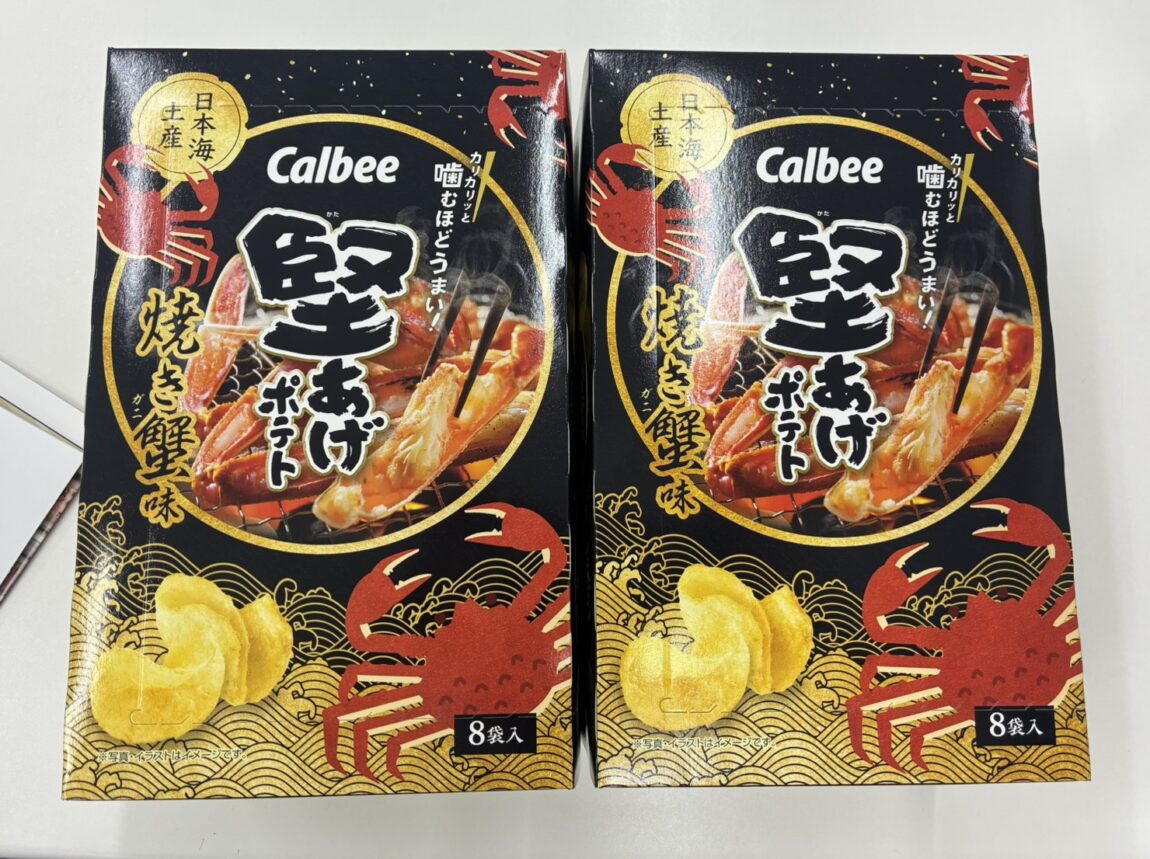 日本海
土産
Calbee
カリカリッと
噛むほどうまい!
かた
堅あげ
ポテト
焼き蟹味
ガニ
※写真・イラストはイメージです。
8袋入
日本海
土産
Calbee
カリカリッと
噛むほどうまい!
かた
堅あげ
ポテト
焼き蟹味
ガニ
※写真・イラストはイメージです。
8袋入